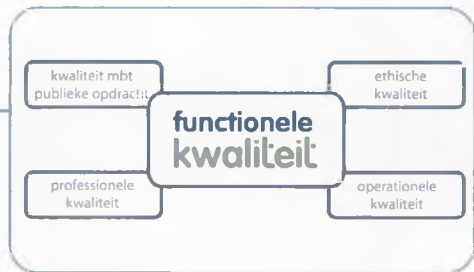 kwaliteit mbt
publieke opdracht
ethische
kwaliteit
functionele
kwaliteit
professionele
kwaliteit
operationele
kwaliteit